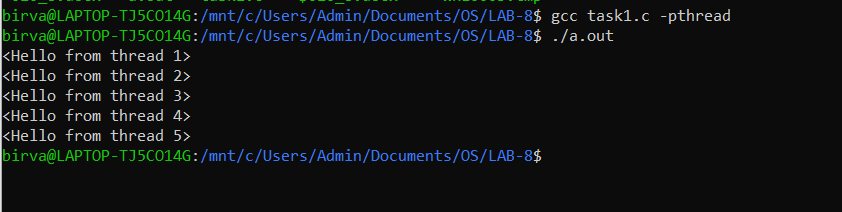 birva@LAPTOP-TJ5CO14G:/mnt/c/Users/Admin/Documents/OS/LAB-8$ gcc task1.c -pthread
birva@LAPTOP-TJ5CO14G:/mnt/c/Users/Admin/Documents/OS/LAB-8$ ./a.out
<Hello from thread 1>
<Hello from thread 2>
<Hello from thread 3>
<Hello from thread 4>
<Hello from thread 5>
birva@LAPTOP-TJ5CO14G:/mnt/c/Users/Admin/Documents/OS/LAB-8$